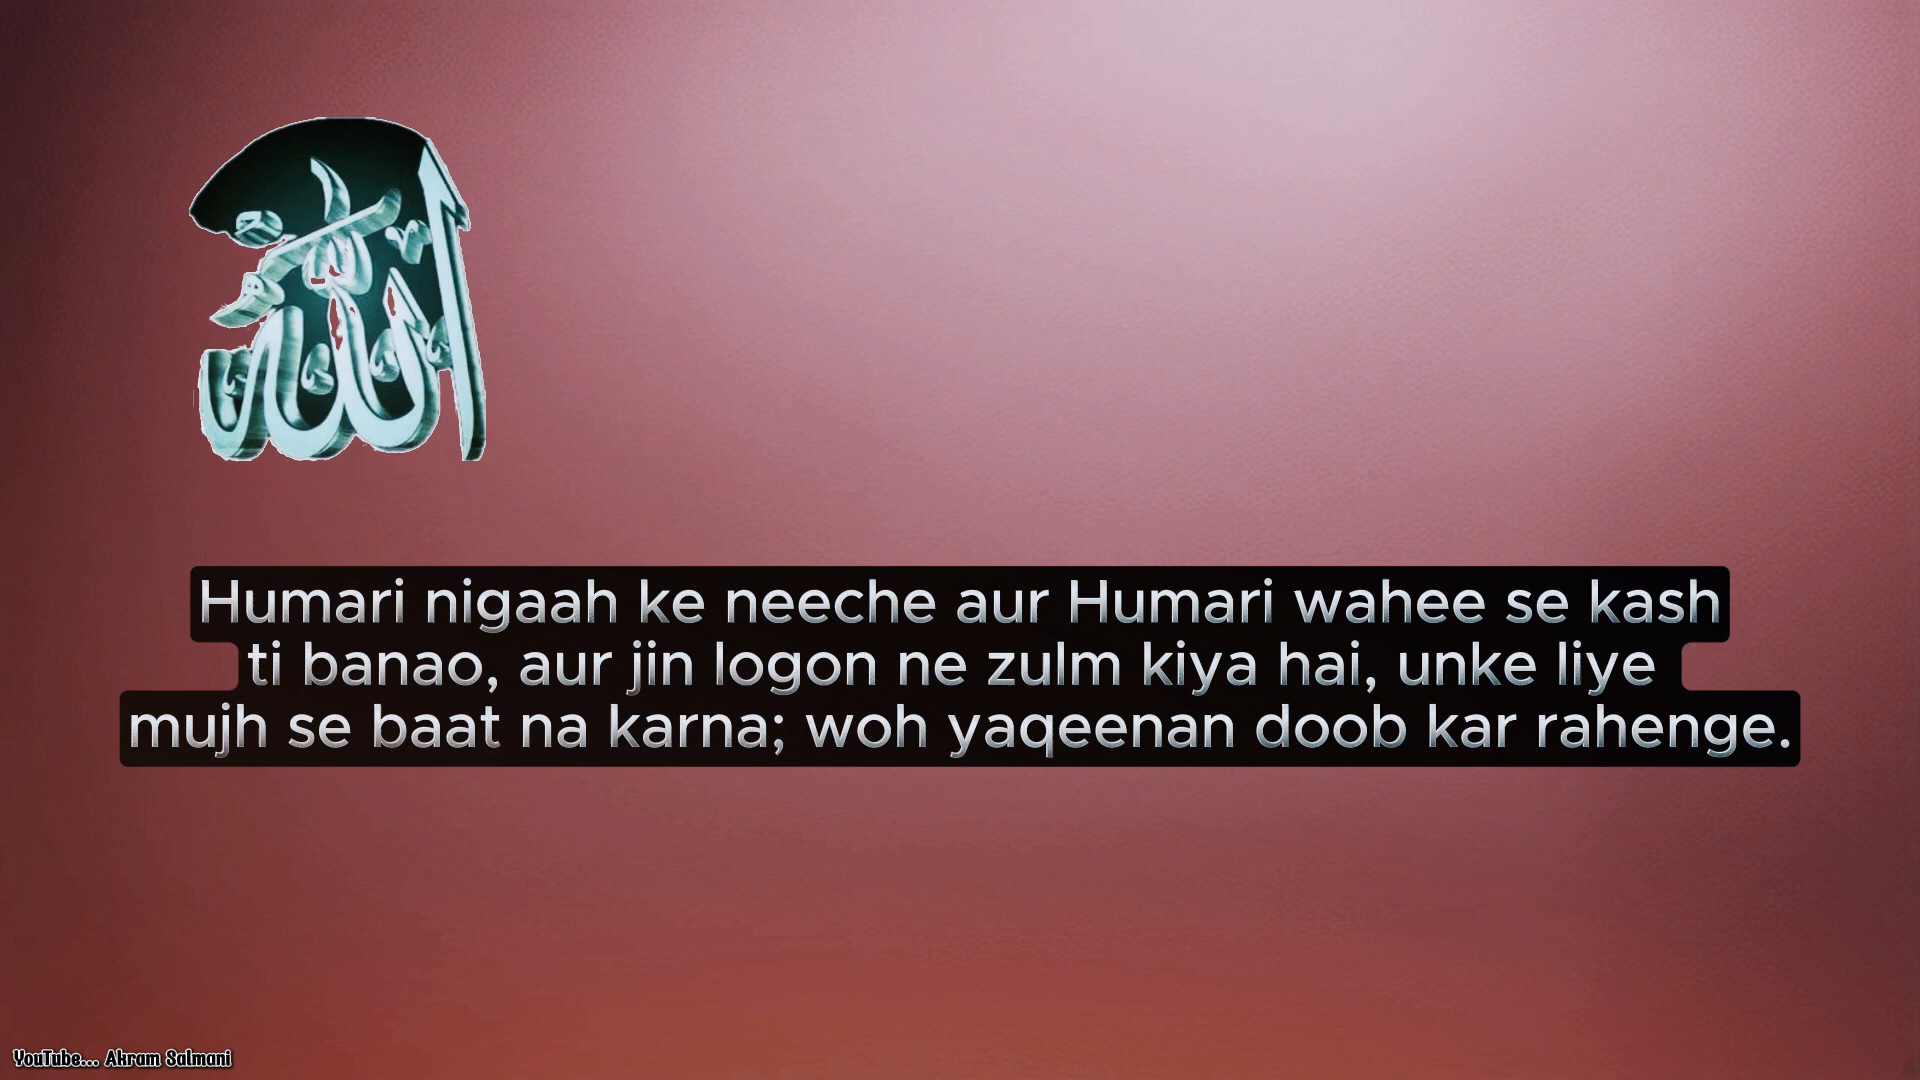 الله
Humari nigaah ke neeche aur Humari wahee se kash
ti banao, aur jin logon ne zulm kiya hai, unke liye
mujh se baat na karna; woh yaqeenan doob kar rahenge.
YouTube... Akram Salmani